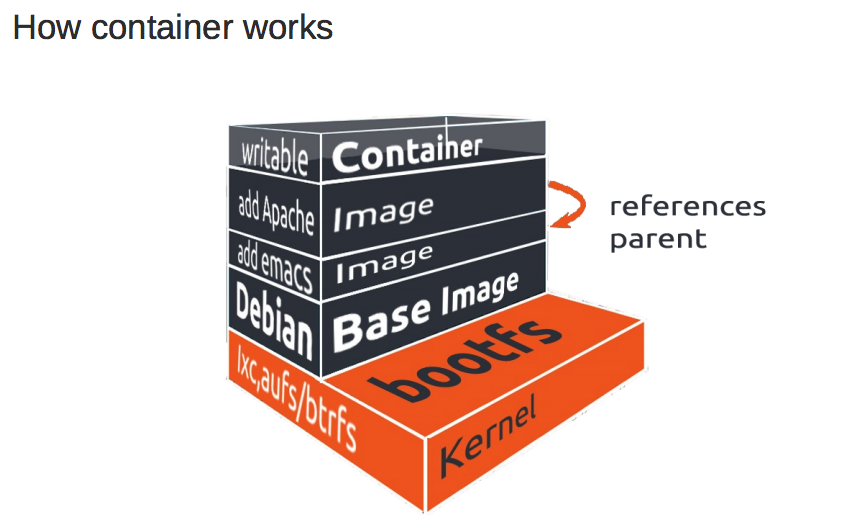 How container works
writable Container
add Apache Image
references
parent
add emacs Image
Debian Base Image
bootfs
lxc,aufs/btrfs
Kernel